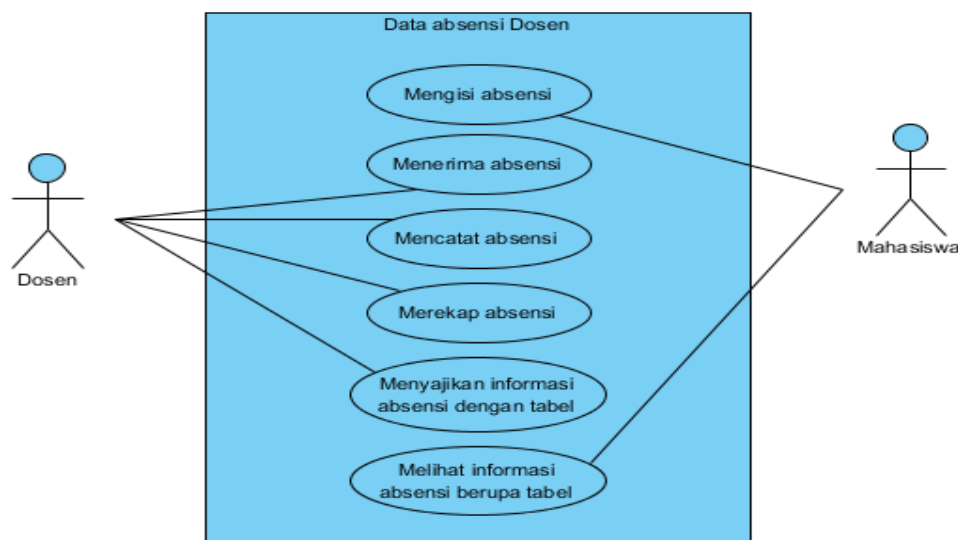 Data absensi Dosen
Mengisi absensi
Menerima absensi
Mencatat absensi
Merekap absensi
Menyajikan informasi
absensi dengan tabel
Melihat informasi
absensi berupa tabel
Dosen
Mahasiswa